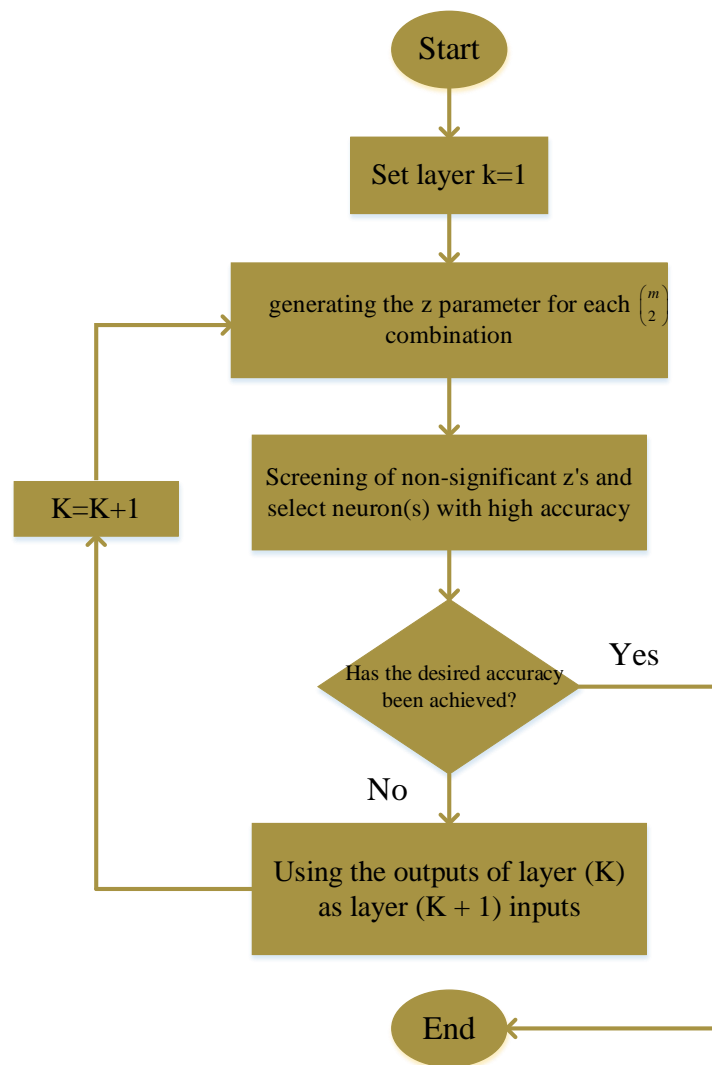 Start
Set layer k=1
generating the z parameter for each (m 2)
combination
Screening of non-significant z's and
select neuron(s) with high accuracy
K=K+1
Has the desired accuracy
been achieved?
Yes
No
Using the outputs of layer (K)
as layer (K + 1) inputs
End